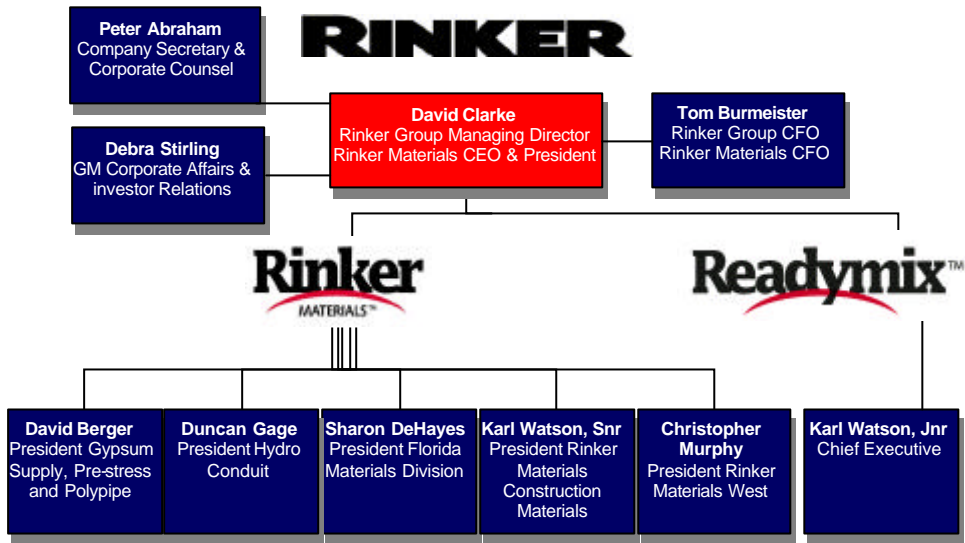 RINKER
Peter Abraham
Company Secretary &
Corporate Counsel
David Clarke
Rinker Group Managing Director
Rinker Materials CEO & President
Tom Burmeister
Rinker Group CFO
Rinker Materials CFO
Debra Stirling
GM Corporate Affairs &
investor Relations
Rinker
MATERIALS™
Readymix™
David Berger
President Gypsum
Supply, Pre-stress
and Polypipe
Duncan Gage
President Hydro
Conduit
Sharon DeHayes
President Florida
Materials Division
Karl Watson, Snr
President Rinker
Materials
Construction
Materials
Christopher
Murphy
President Rinker
Materials West
Karl Watson, Jnr
Chief Executive